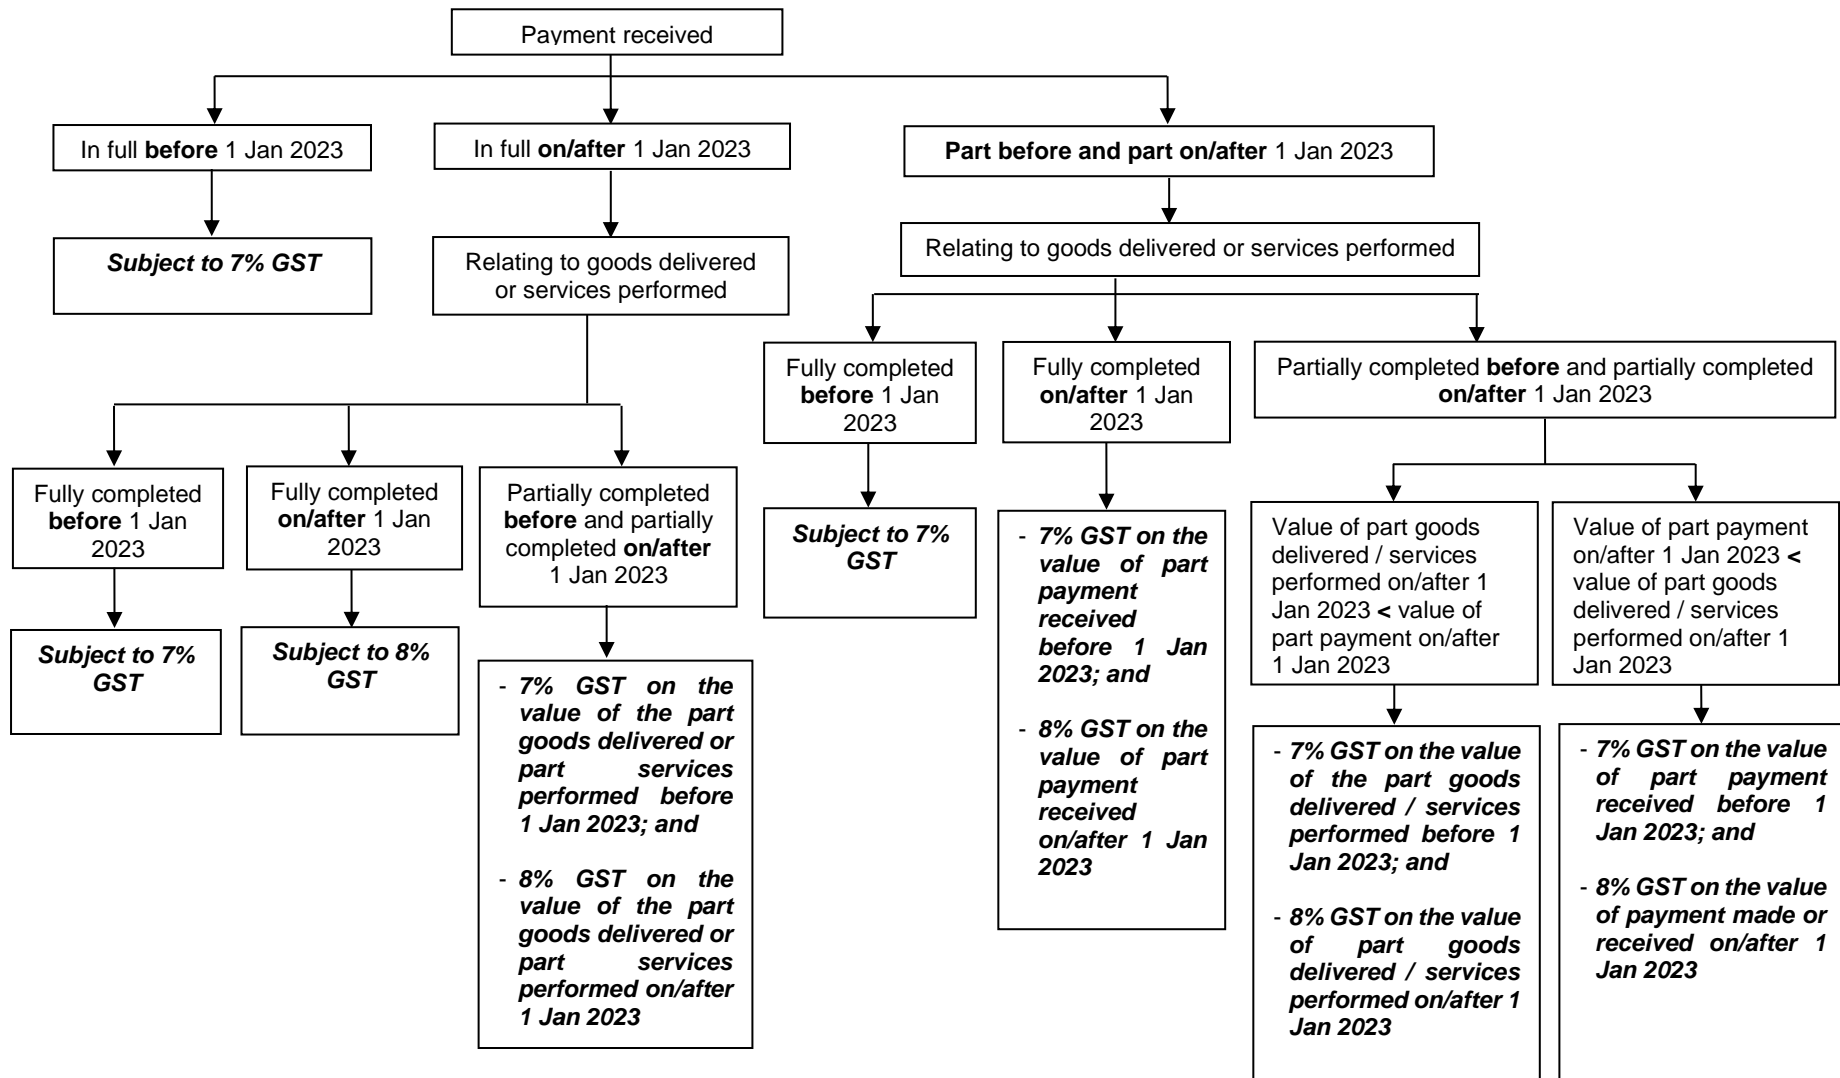 Payment received
In full before 1 Jan 2023
In full on/after 1 Jan 2023
Part before and part on/after 1 Jan 2023
Subject to 7% GST
Relating to goods delivered
or services performed
Relating to goods delivered or services performed
Fully completed
before 1 Jan
2023
Fully completed
on/after 1 Jan
2023
Partially completed before and partially completed
on/after 1 Jan 2023
Fully completed
before 1 Jan
2023
Fully completed
on/after 1 Jan
2023
Partially completed
before and partially
completed on/after
1 Jan 2023
Subject to 7%
GST
- 7% GST on the
value of part
payment
received
before 1 Jan
2023; and
- 8% GST on the
value of part
payment
received
on/after 1 Jan
2023
Value of part goods
delivered / services
performed on/after 1
Jan 2023 < value of
part payment on/after
1 Jan 2023
Value of part payment
on/after 1 Jan 2023 <
value of part goods
delivered / services
performed on/after 1
Jan 2023
Subject to 7%
GST
Subject to 8%
GST
- 7% GST on the
value of the part
goods delivered or
part services
performed before
1 Jan 2023; and
- 8% GST on the
value of the part
goods delivered or
part services
performed on/after
1 Jan 2023
- 7% GST on the value
of the part goods
delivered / services
performed before 1
Jan 2023; and
- 8% GST on the value
of part goods
delivered / services
performed on/after 1
Jan 2023
- 7% GST on the value
of part payment
received before 1
Jan 2023; and
- 8% GST on the value
of payment made or
received on/after 1
Jan 2023